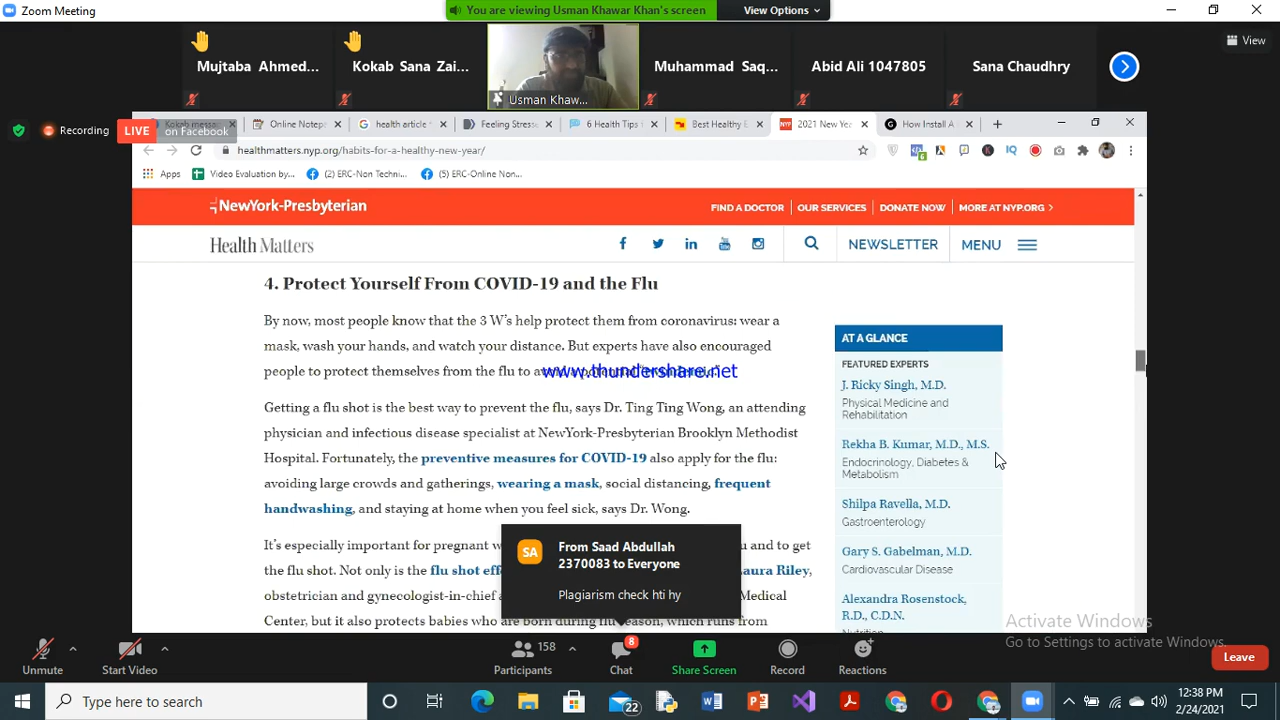 Zoom Meeting
You are viewing Usman Khawar Khan's screen
View Options
View
Mujtaba Ahmed...
Kokab Sana Zai...
Usman Khaw...
Muhammad Saq...
Abid Ali 1047805
Sana Chaudhry
Recording
LIVE on Facebook
Online Notep
health article
Feeling Stress
6 Health Tips
Best Healthy E
2021 New Year
How Install A
healthmatters.nyp.org/habits-for-a-healthy-new-year/
Apps
Video Evaluation by...
(2) ERC-Non Techni...
(5) ERC-Online Non...
NewYork-Presbyterian
FIND A DOCTOR
OUR SERVICES
DONATE NOW
MORE AT NYP.ORG
Health Matters
NEWSLETTER
MENU
4. Protect Yourself From COVID-19 and the Flu
By now, most people know that the 3 W's help protect them from coronavirus: wear a
mask, wash your hands, and watch your distance. But experts have also encouraged
people to protect themselves from the flu to
www.thundershare.net
Getting a flu shot is the best way to prevent the flu, says Dr. Ting Ting Wong, an attending
physician and infectious disease specialist at NewYork-Presbyterian Brooklyn Methodist
Hospital. Fortunately, the preventive measures for COVID-19 also apply for the flu:
avoiding large crowds and gatherings, wearing a mask, social distancing, frequent
handwashing, and staying at home when you feel sick, says Dr. Wong.
It's especially important for pregnant w u and to get
the flu shot. Not only is the flu shot eff aura Riley,
obstetrician and gynecologist-in-chief a Medical
Center, but it also protects babies who are born during flu season, which runs from
AT A GLANCE
FEATURED EXPERTS
J. Ricky Singh, M.D.
Physical Medicine and
Rehabilitation
Rekha B. Kumar, M.D., M.S.
Endocrinology, Diabetes &
Metabolism
Shilpa Ravella, M.D.
Gastroenterology
Gary S. Gabelman, M.D.
Cardiovascular Disease
Alexandra Rosenstock,
R.D., C.D.N.
Nutrition
SA
From Saad Abdullah
2370083 to Everyone
Plagiarism check hti hy
Activate Windows
Go to Settings to activate Windows.
Unmute
Start Video
158
Participants
8
Chat
Share Screen
Record
Reactions
Leave
Type here to search
22
12:38 PM
2/24/2021